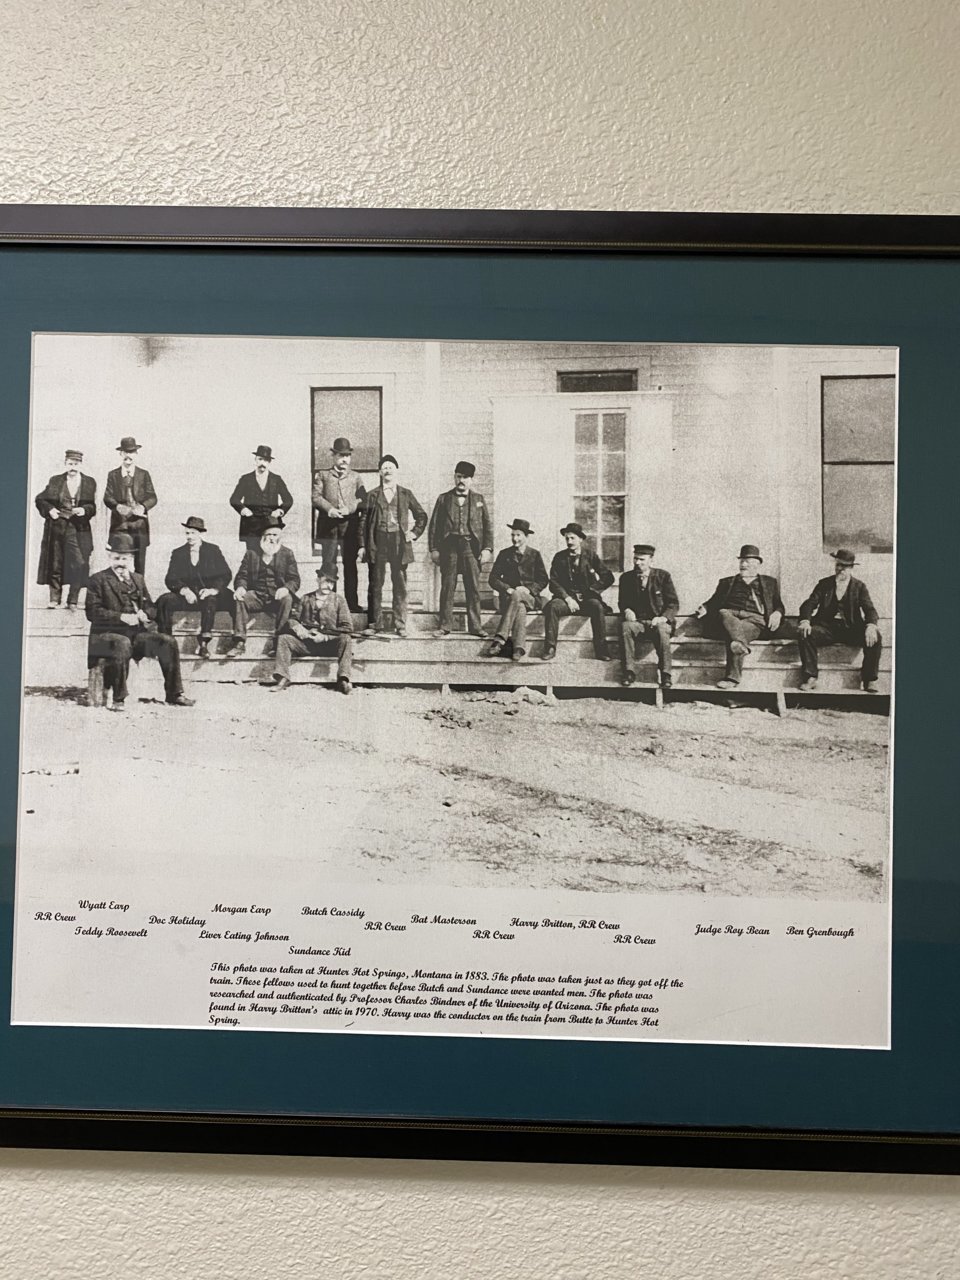 Wyatt Earp Morgan Earp Butch Cassidy
RR Crew Doc Holiday RR Crew Bat Masterson Harry Britton, RR Crew Judge Roy Bean Ben Grenbough
Teddy Roosevelt Liver Eating Johnson RR Crew RR Crew
Sundance Kid
This photo was taken at Hunter Hot Springs, Montana in 1883. The photo was taken just as they got off the
train. These fellows used to hunt together before Butch and Sundance were wanted men. The photo was
researched and authenticated by Professor Charles Bindner of the University of Arizona. The photo was
found in Harry Britton's attic in 1970. Harry was the conductor on the train from Butte to Hunter Hot
Spring.